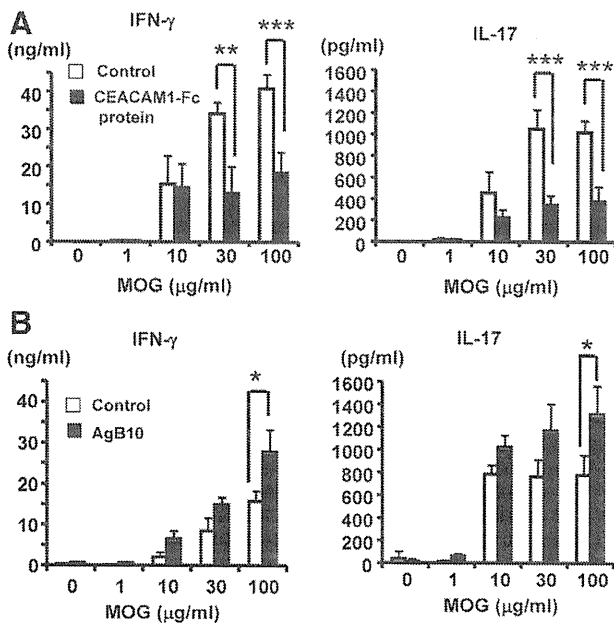 A
IFN-γ
(ng/ml)
Control
CEACAM1-Fc
protein
**
***
40
30
20
10
0
0 1 10 30 100
MOG (μg/ml)
IL-17
(pg/ml)
***
***
1600
1400
1200
1000
800
600
400
200
0
0 1 10 30 100
MOG (μg/ml)
B
IFN-γ
(ng/ml)
Control
AgB10
*
40
30
20
10
0
0 1 10 30 100
MOG (μg/ml)
IL-17
(pg/ml)
*
1600
1400
1200
1000
800
600
400
200
0
0 1 10 30 100
MOG (μg/ml)